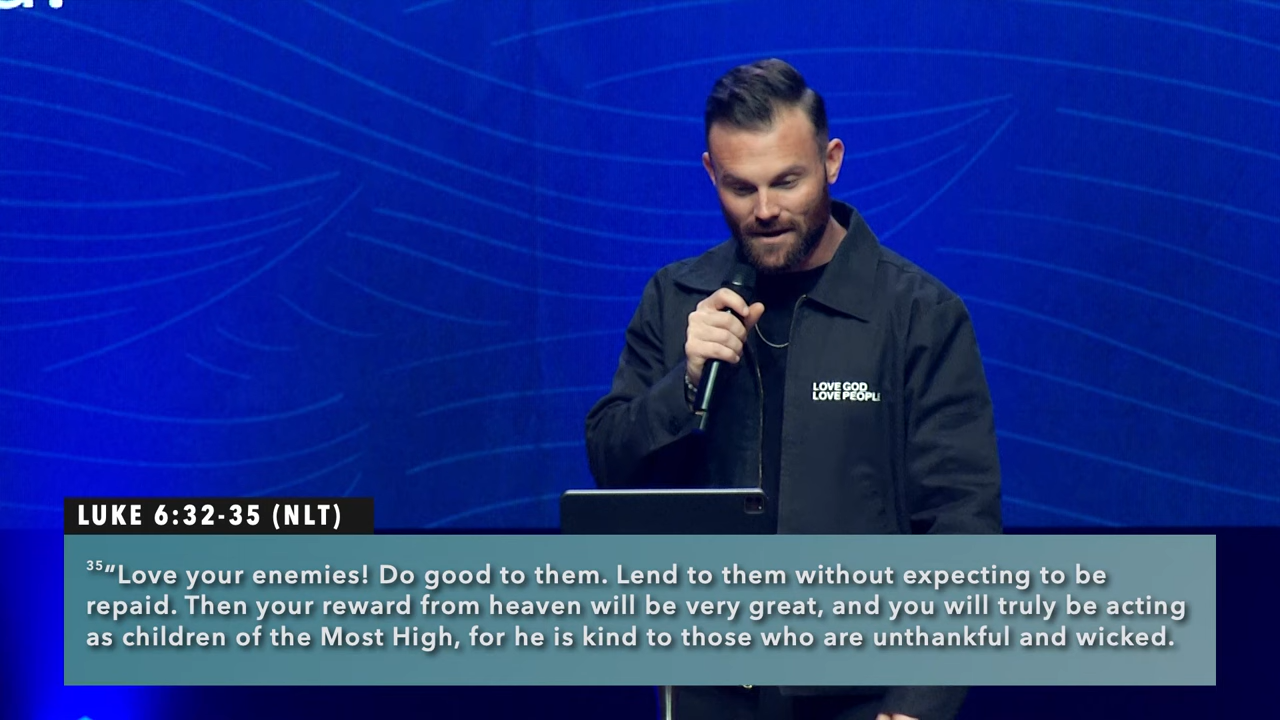 LOVE GOD
LOVE PEOPLE
LUKE 6:32-35 (NLT)
35“Love your enemies! Do good to them. Lend to them without expecting to be
repaid. Then your reward from heaven will be very great, and you will truly be acting
as children of the Most High, for he is kind to those who are unthankful and wicked.